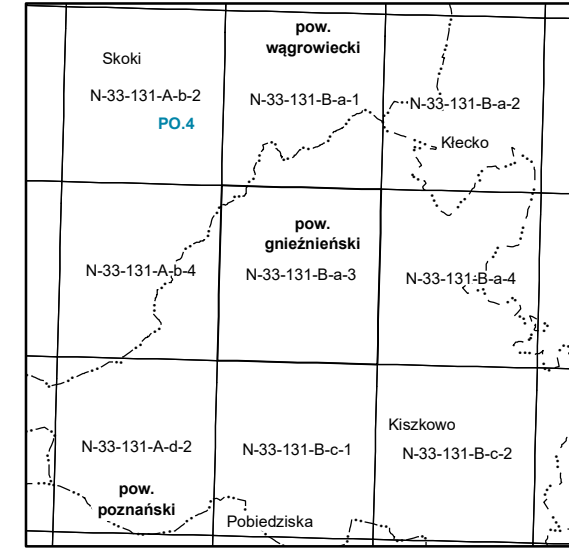 pow.
wągrowiecki
Skoki
N-33-131-A-b-2
N-33-131-B-a-1
N-33-131-B-a-2
PO.4
Kłecko
pow.
gnieźnieński
N-33-131-A-b-4
N-33-131-B-a-3
N-33-131-B-a-4
Kiszkowo
N-33-131-A-d-2
N-33-131-B-c-1
N-33-131-B-c-2
pow.
poznański
Pobiedziska